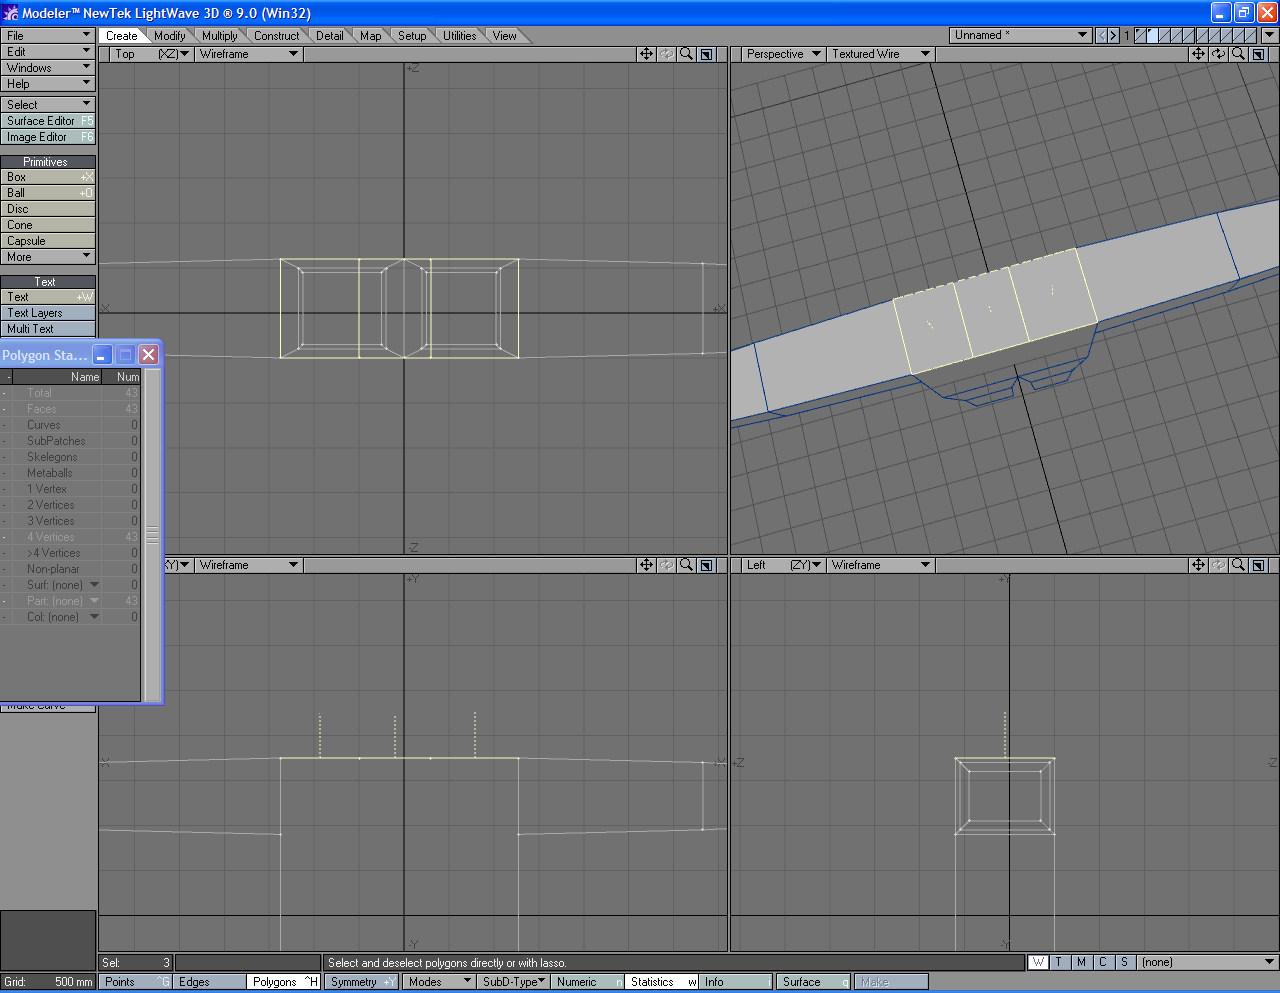 Modeler™ NewTek LightWave 3D ® 9.0 (Win32)
File
Edit
Windows
Help
Select
Surface Editor F5
Image Editor F6
Primitives
Box +X
Ball +O
Disc
Cone
Capsule
More
Text
Text +W
Text Layers
Multi Text
Create Modify Multiply Construct Detail Map Setup Utilities View
Unnamed * 1
Top (XZ) Wireframe
Perspective Textured Wire
+Z
-X +X
-Z
Polygon Sta...
- Name Num
- Total 43
- Faces 43
- Curves 0
- SubPatches 0
- Skelegons 0
- Metaballs 0
- 1 Vertex 0
- 2 Vertices 0
- 3 Vertices 0
- 4 Vertices 43
- >4 Vertices 0
- Non-planar 0
- Surf: (none) 0
- Part: (none) 43
- Col: (none) 0
Make Curve
XY) Wireframe
Left (ZY) Wireframe
+Y
-X +X
-Y
+Y
+Z -Z
-Y
Sel: 3
Select and deselect polygons directly or with lasso.
W T M C S (none)
Grid: 500 mm
Points ^G Edges Polygons ^H Symmetry +Y Modes SubD-Type Numeric n Statistics w Info i Surface q Make